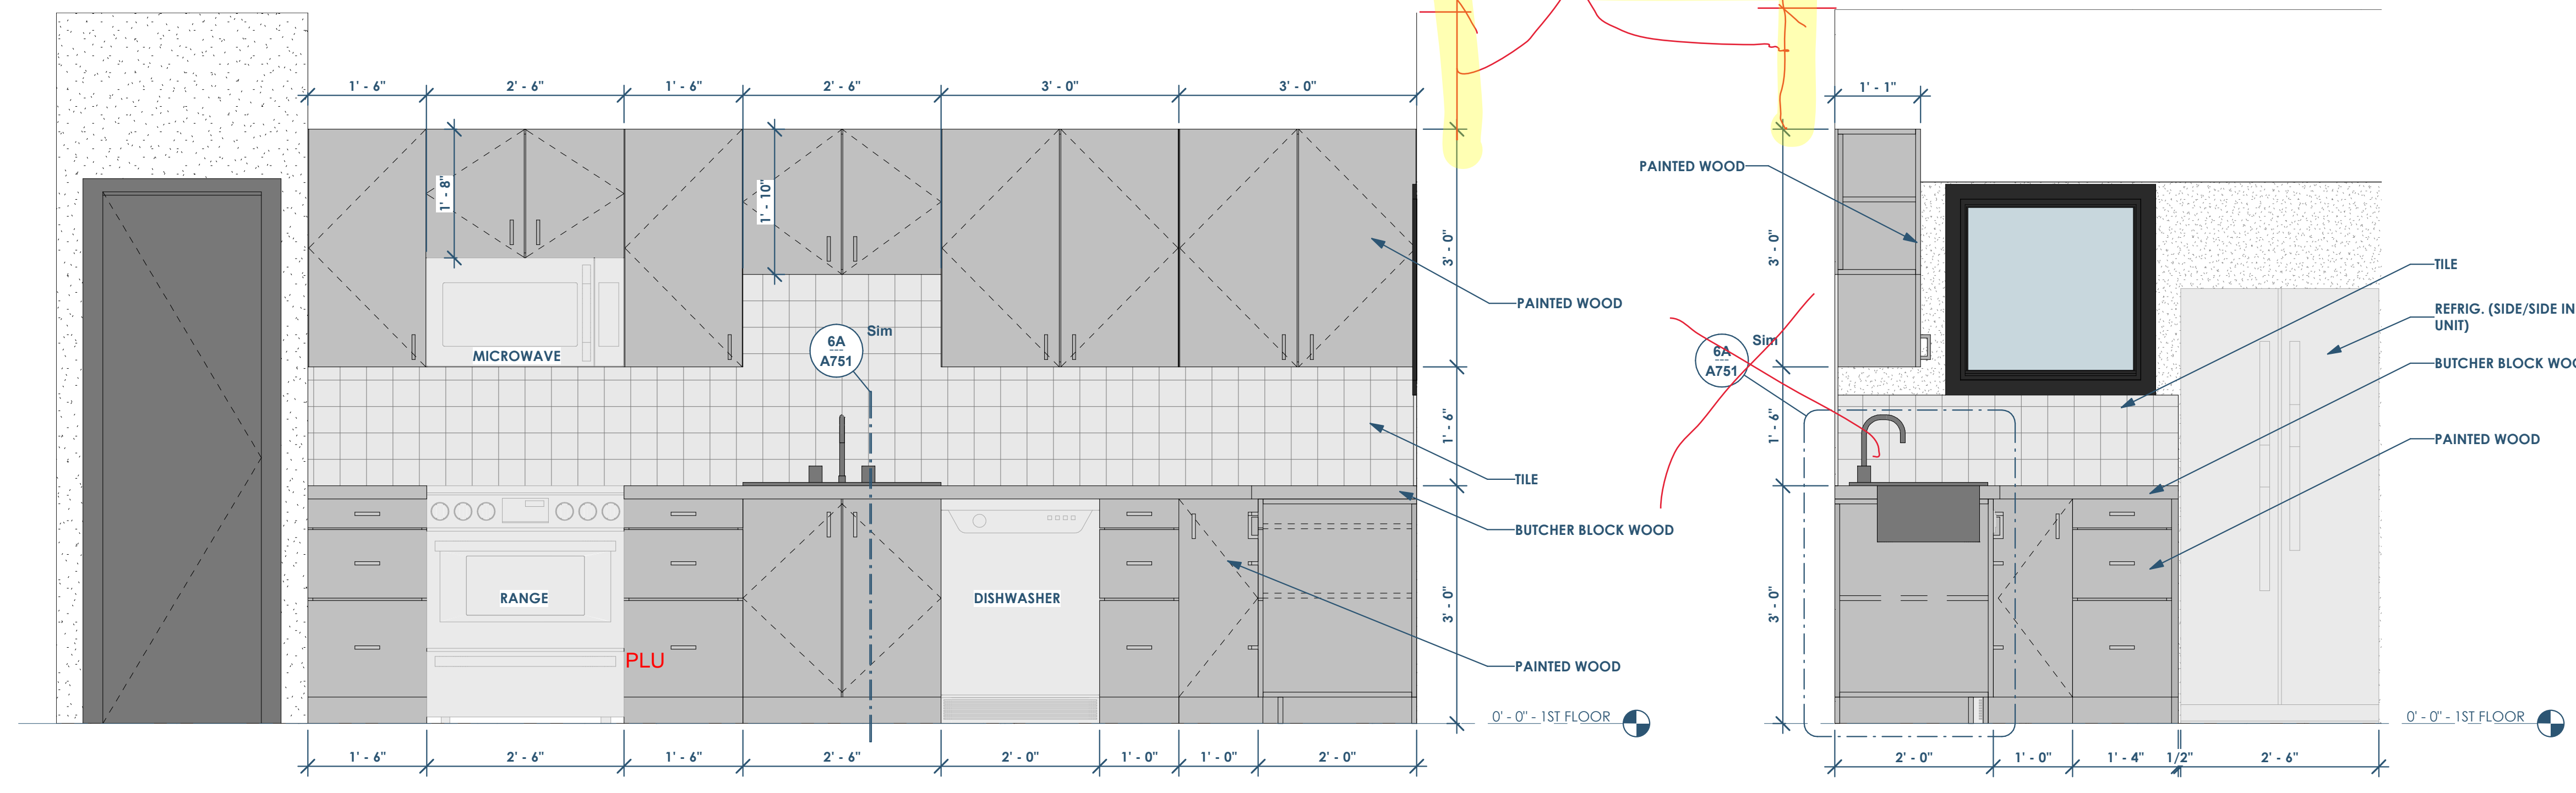 1' - 6"
2' - 6"
1' - 6"
2' - 6"
3' - 0"
3' - 0"
1' - 8"
1' - 10"
MICROWAVE
6A
A751
Sim
RANGE
PLU
DISHWASHER
3' - 0"
1' - 6"
3' - 0"
PAINTED WOOD
TILE
BUTCHER BLOCK WOOD
PAINTED WOOD
0' - 0" - 1ST FLOOR
1' - 6"
2' - 6"
1' - 6"
2' - 6"
2' - 0"
1' - 0"
1' - 0"
2' - 0"
1' - 1"
PAINTED WOOD
3' - 0"
1' - 6"
3' - 0"
6A
A751
Sim
TILE
REFRIG. (SIDE/SIDE IN
UNIT)
BUTCHER BLOCK WOO
PAINTED WOOD
0' - 0" - 1ST FLOOR
2' - 0"
1' - 0"
1' - 4"
1/2"
2' - 6"